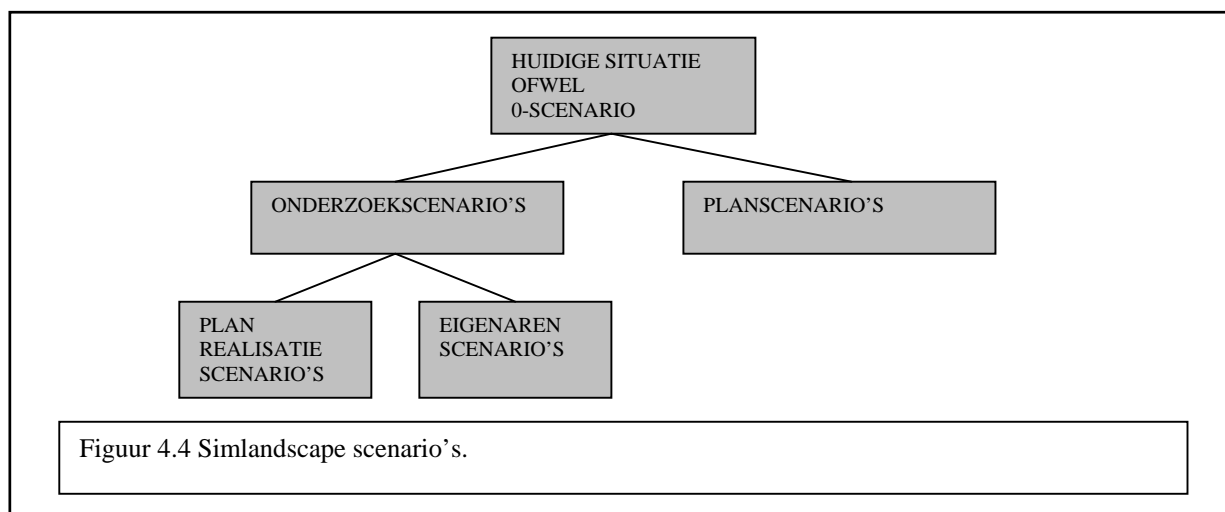 HUIDIGE SITUATIE
OFWEL
0-SCENARIO
ONDERZOEKSCENARIO’S
PLANSCENARIO’S
PLAN
REALISATIE
SCENARIO’S
EIGENAREN
SCENARIO’S
Figuur 4.4 Simlandscape scenario’s.